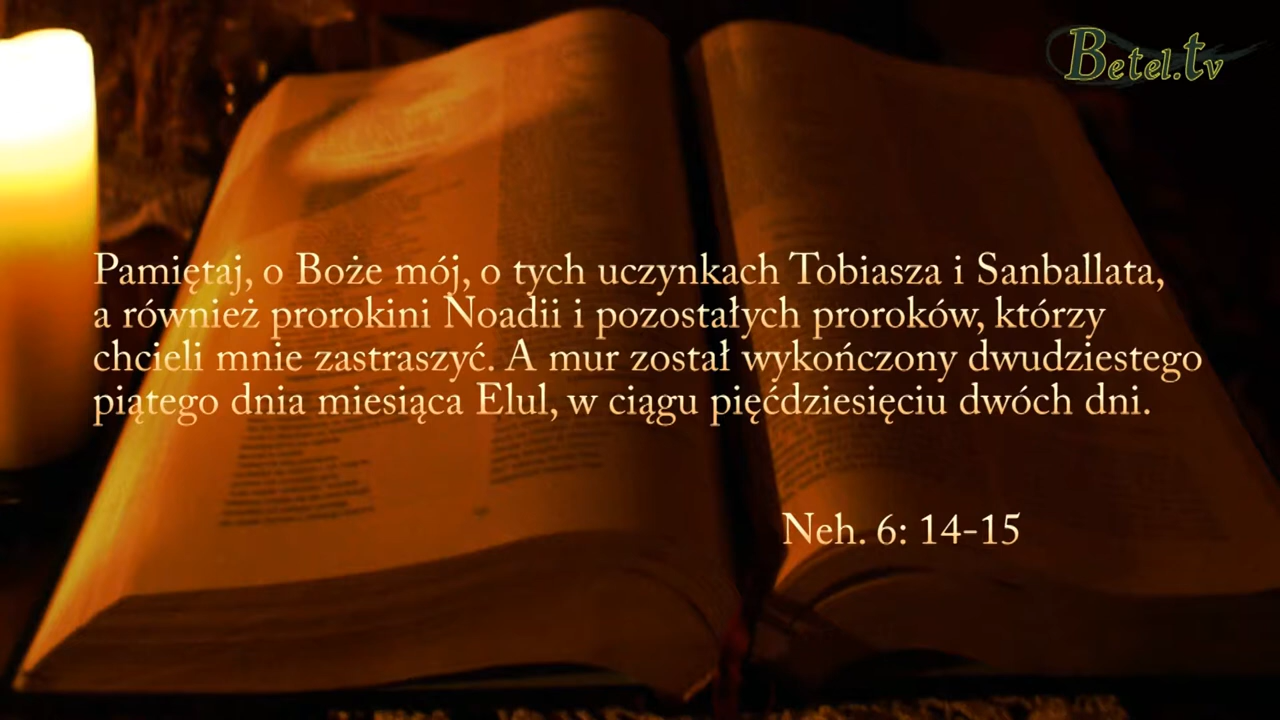 Betel.tv
Pamiętaj, o Boże mój, o tych uczynkach Tobiasza i Sanballata,
a również prorokini Noadii i pozostałych proroków, którzy
chcieli mnie zastraszyć. A mur został wykończony dwudziestego
piątego dnia miesiąca Elul, w ciągu pięćdziesięciu dwóch dni.
Neh. 6: 14-15